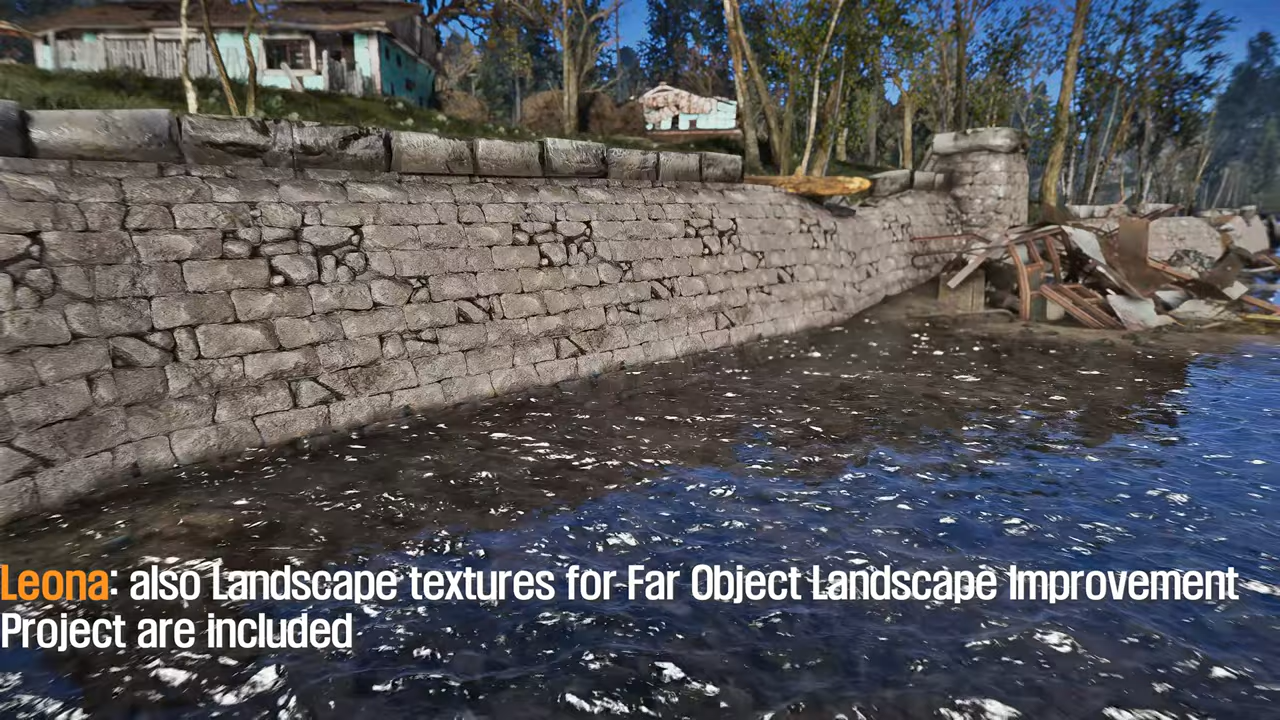 Leona: also Landscape textures for Far Object Landscape Improvement
Project are included